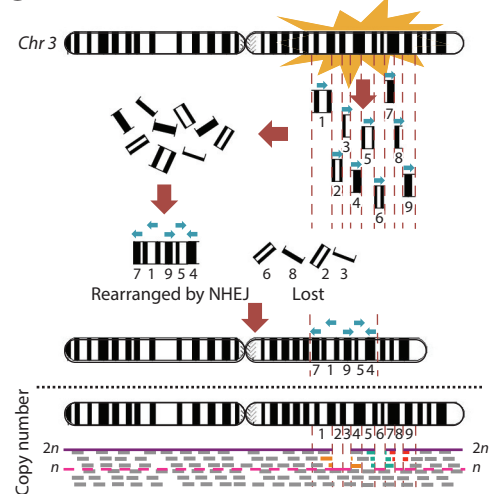 Chr 3
1
7
3
5
8
2
4
6
9
7 1 9 5 4
6 8 2 3
Rearranged by NHEJ Lost
7 1 9 5 4
1 2 3 4 5 6 7 8 9
Copy number
2n 2n
n n